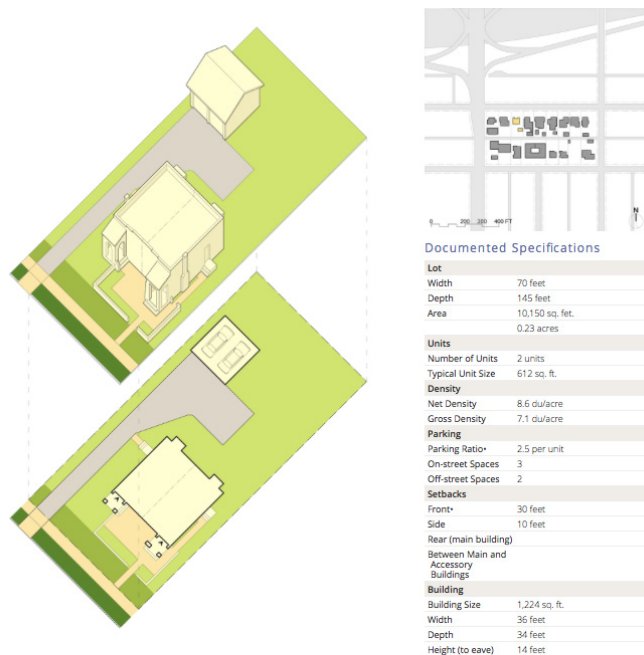 N
0 200 300 400 FT
Documented Specifications
Lot
Width 70 feet
Depth 145 feet
Area 10,150 sq. fet.
0.23 acres
Units
Number of Units 2 units
Typical Unit Size 612 sq. ft.
Density
Net Density 8.6 du/acre
Gross Density 7.1 du/acre
Parking
Parking Ratio• 2.5 per unit
On-street Spaces 3
Off-street Spaces 2
Setbacks
Front• 30 feet
Side 10 feet
Rear (main building)
Between Main and
Accessory
Buildings
Building
Building Size 1,224 sq. ft.
Width 36 feet
Depth 34 feet
Height (to eave) 14 feet